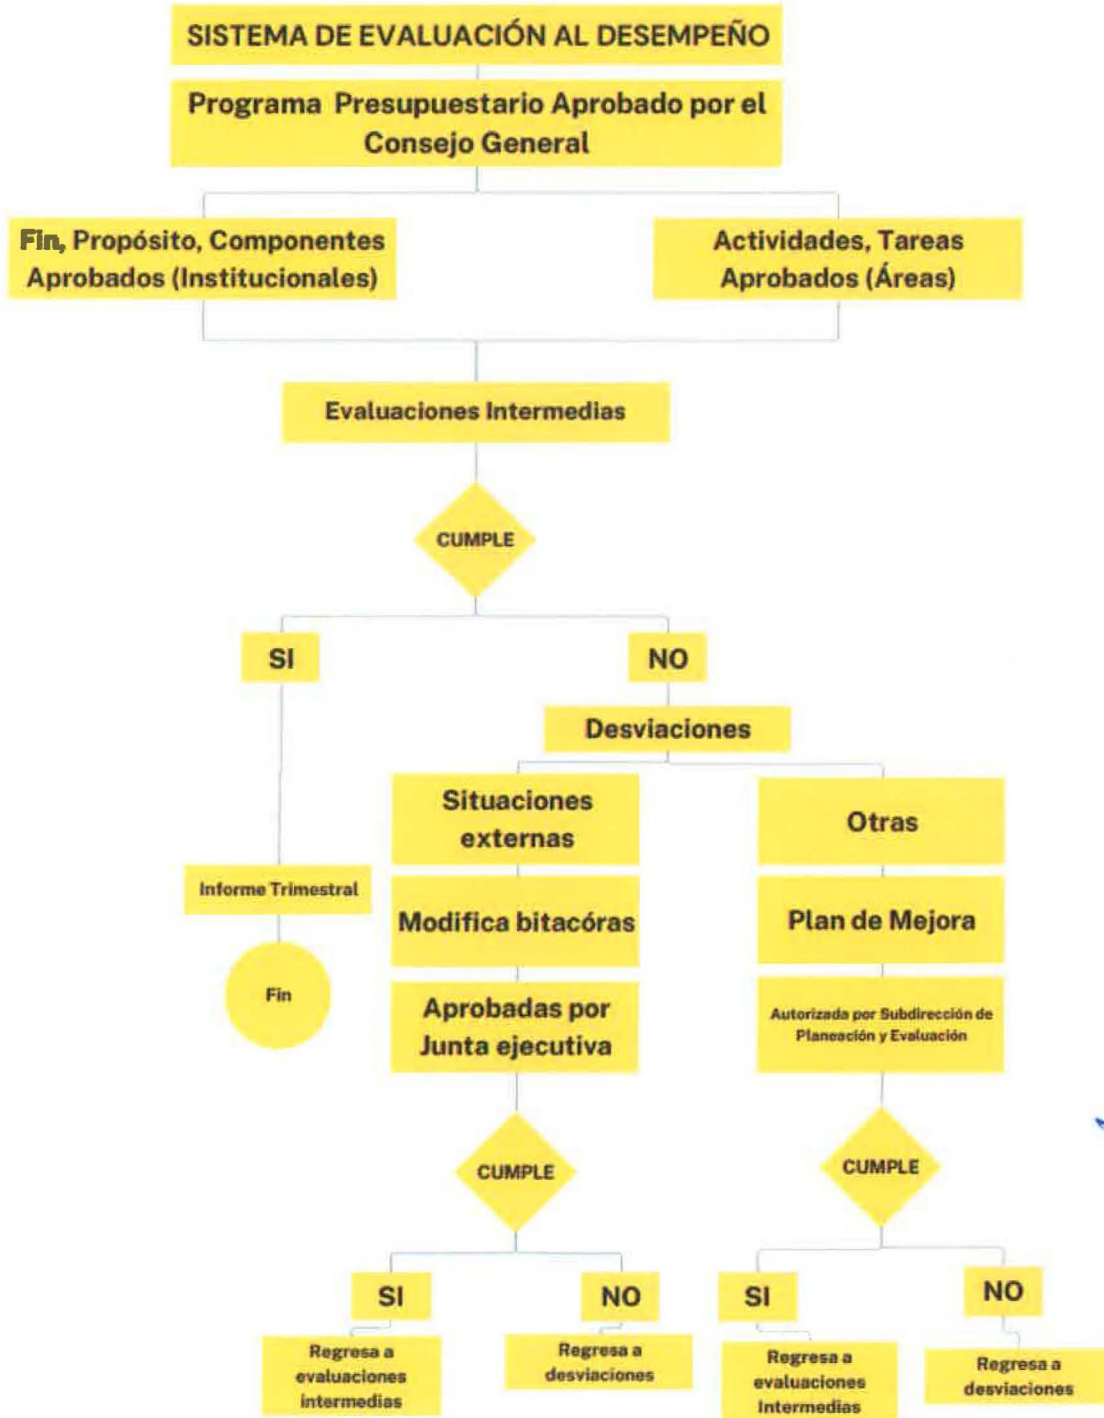 SISTEMA DE EVALUACIÓN AL DESEMPEÑO
Programa Presupuestario Aprobado por el
Consejo General
Fin, Propósito, Componentes
Aprobados (Institucionales)
Actividades, Tareas
Aprobados (Áreas)
Evaluaciones Intermedias
CUMPLE
SI
NO
Desviaciones
Situaciones
externas
Otras
Informe Trimestral
Modifica bitacóras
Plan de Mejora
Fin
Aprobadas por
Junta ejecutiva
Autorizada por Subdirección de
Planeación y Evaluación
CUMPLE
CUMPLE
SI
NO
SI
NO
Regresa a
evaluaciones
intermedias
Regresa a
desviaciones
Regresa a
evaluaciones
Intermedias
Regresa a
desviaciones